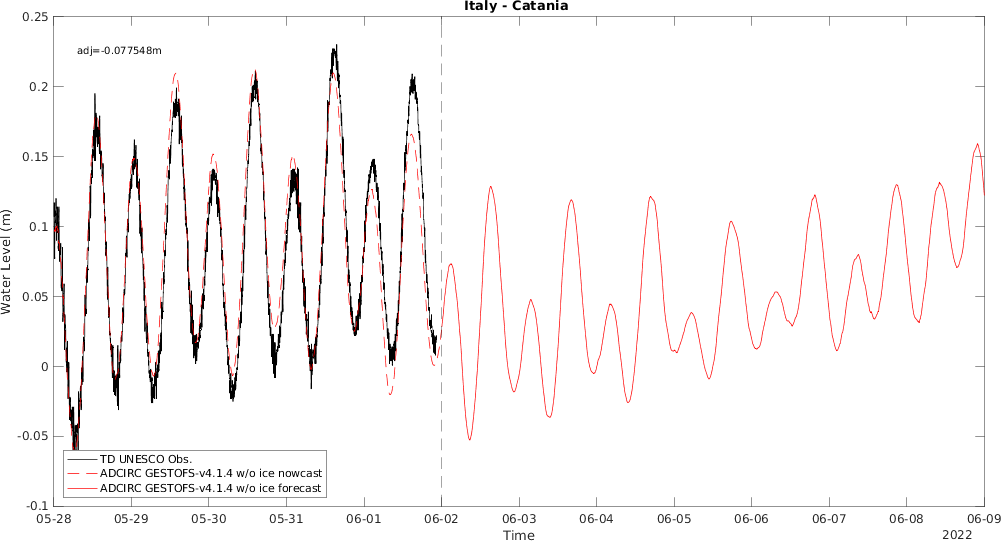 Italy - Catania
0.25
adj=-0.077548m
0.2
0.15
0.1
0.05
0
-0.05
-0.1
Water Level (m)
TD UNESCO Obs.
ADCIRC GESTOFS-v4.1.4 w/o ice nowcast
ADCIRC GESTOFS-v4.1.4 w/o ice forecast
05-28 05-29 05-30 05-31 06-01 06-02 06-03 06-04 06-05 06-06 06-07 06-08 06-09
Time
2022